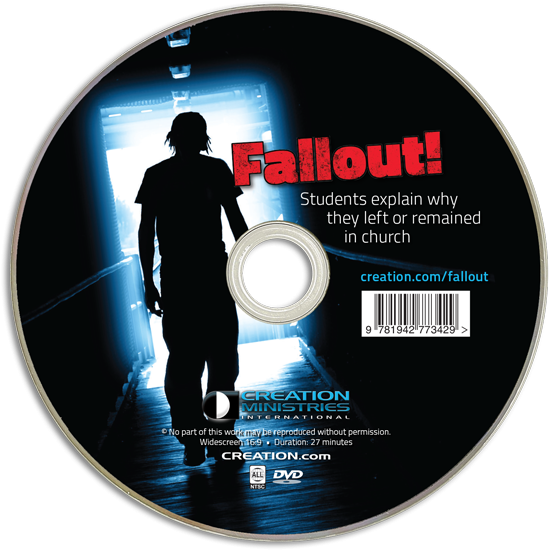 Fallout!
Students explain why
they left or remained
in church
creation.com/fallout
9 781942 773429 >
CREATION
MINISTRIES
INTERNATIONAL
© No part of this work may be reproduced without permission.
Widescreen 16:9 • Duration: 27 minutes
CREATION.com
ALL
NTSC
DVD